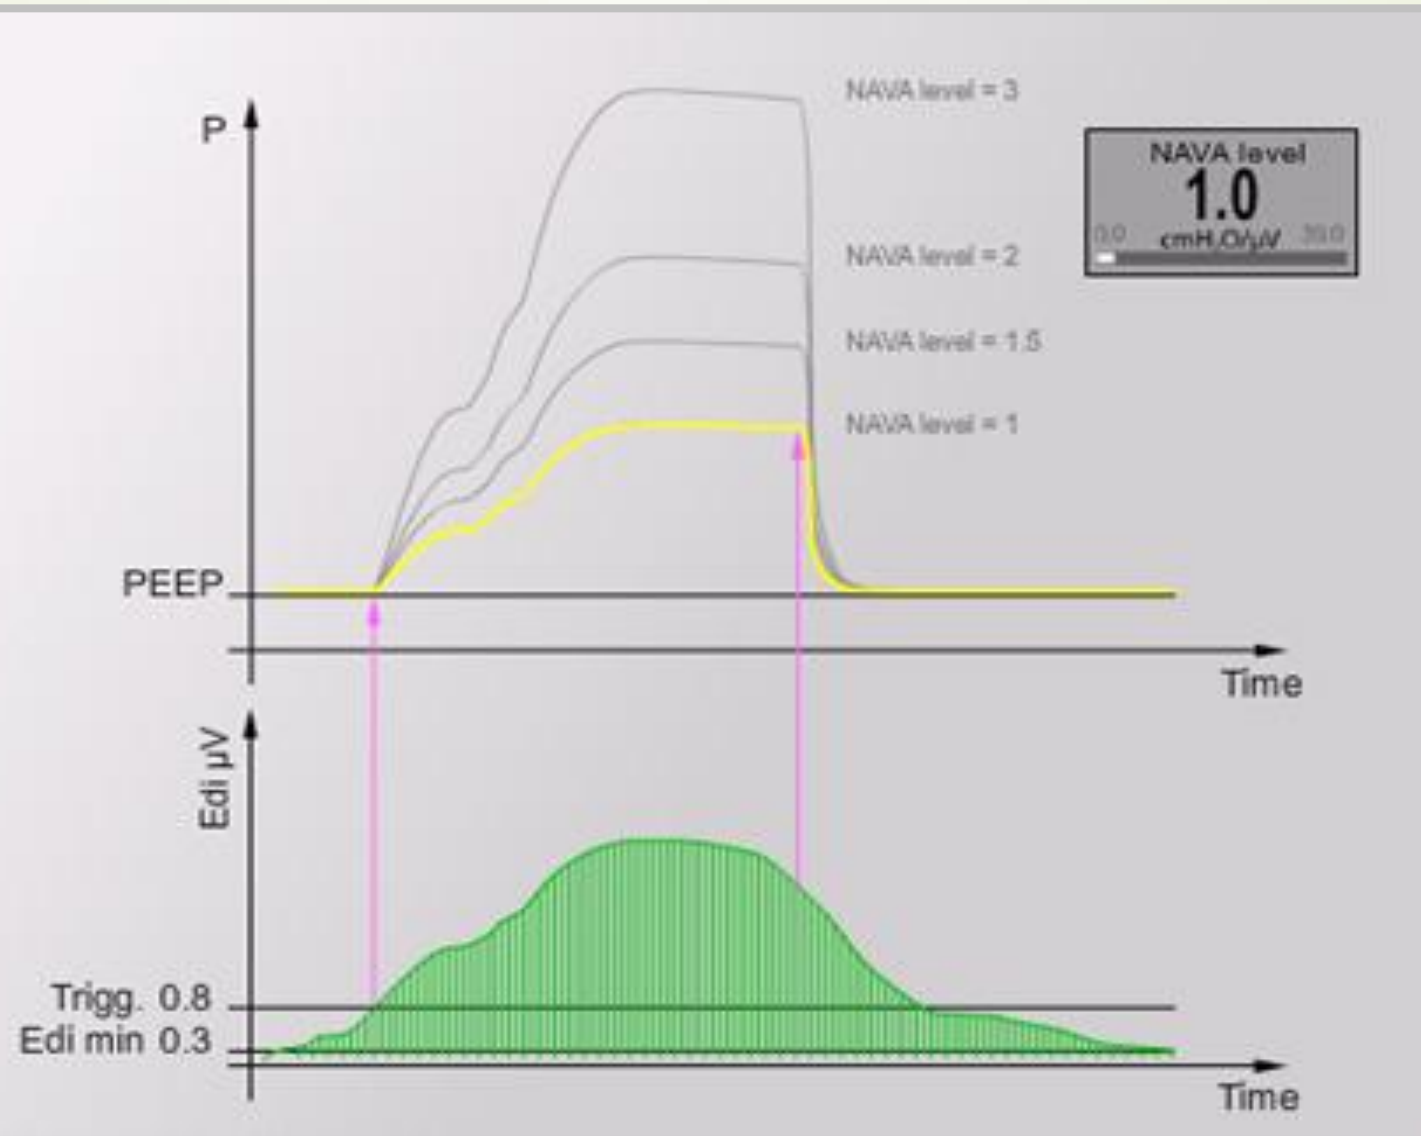 NAVA level = 3
P
NAVA level
1.0
0.0 cmH₂O/µV 30.0
NAVA level = 2
NAVA level = 1.5
NAVA level = 1
PEEP
Time
Edi µV
Trigg. 0.8
Edi min 0.3
Time